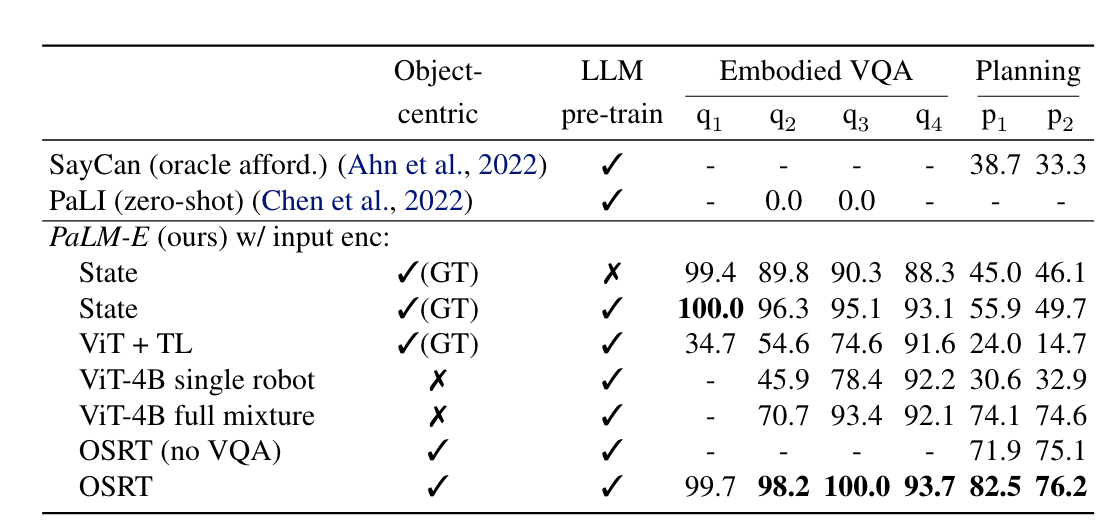 Object- LLM Embodied VQA Planning
centric pre-train q₁ q₂ q₃ q₄ p₁ p₂
SayCan (oracle afford.) (Ahn et al., 2022) ✓ - - - - 38.7 33.3
PaLI (zero-shot) (Chen et al., 2022) ✓ - 0.0 0.0 - - -
PaLM-E (ours) w/ input enc:
State ✓(GT) ✗ 99.4 89.8 90.3 88.3 45.0 46.1
State ✓(GT) ✓ 100.0 96.3 95.1 93.1 55.9 49.7
ViT + TL ✓(GT) ✓ 34.7 54.6 74.6 91.6 24.0 14.7
ViT-4B single robot ✗ ✓ - 45.9 78.4 92.2 30.6 32.9
ViT-4B full mixture ✗ ✓ - 70.7 93.4 92.1 74.1 74.6
OSRT (no VQA) ✓ ✓ - - - - 71.9 75.1
OSRT ✓ ✓ 99.7 98.2 100.0 93.7 82.5 76.2